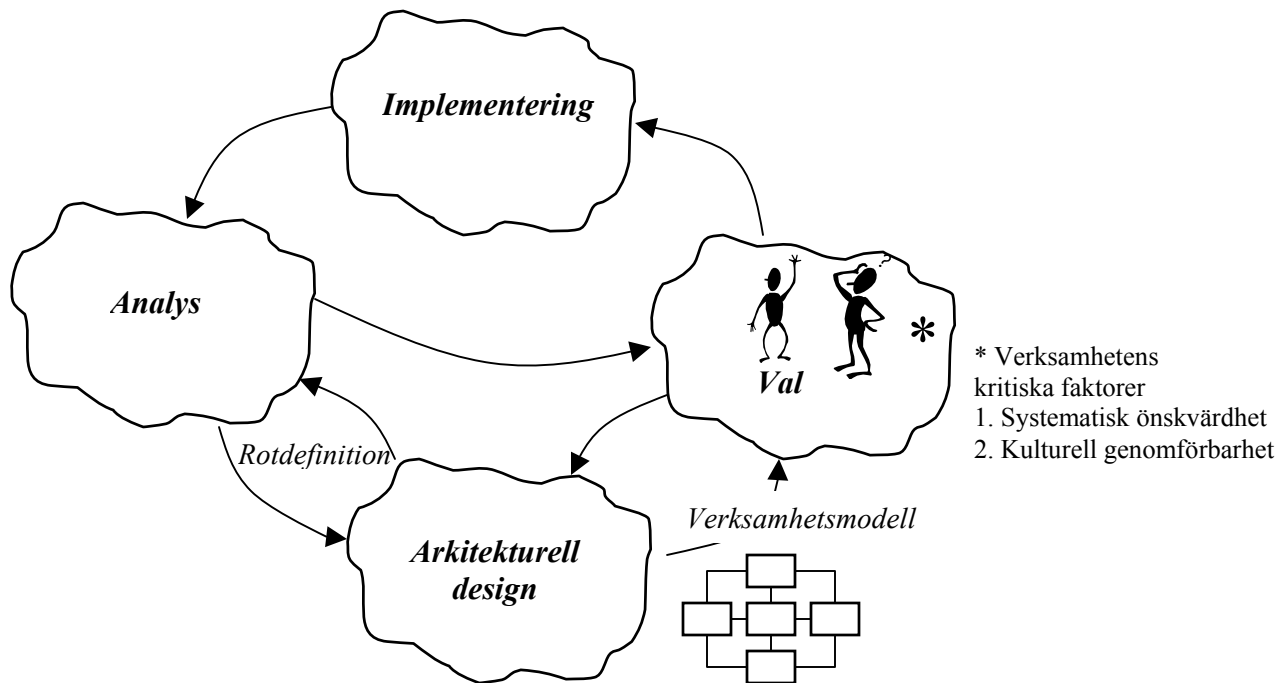 Implementering
Analys
?
*
Val
* Verksamhetens
kritiska faktorer
1. Systematisk önskvärdhet
2. Kulturell genomförbarhet
Rotdefinition
Verksamhetsmodell
Arkitekturell
design